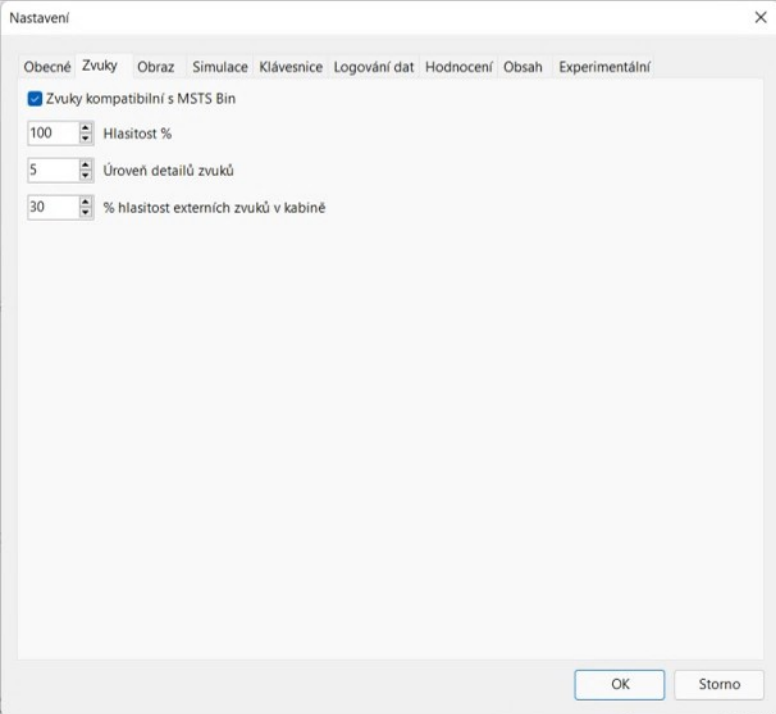 Nastavení
Obecné Zvuky Obraz Simulace Klávesnice Logování dat Hodnocení Obsah Experimentální
Zvuky kompatibilní s MSTS Bin
100 Hlasitost %
5 Úroveň detailů zvuků
30 % hlasitost externích zvuků v kabině
OK Storno